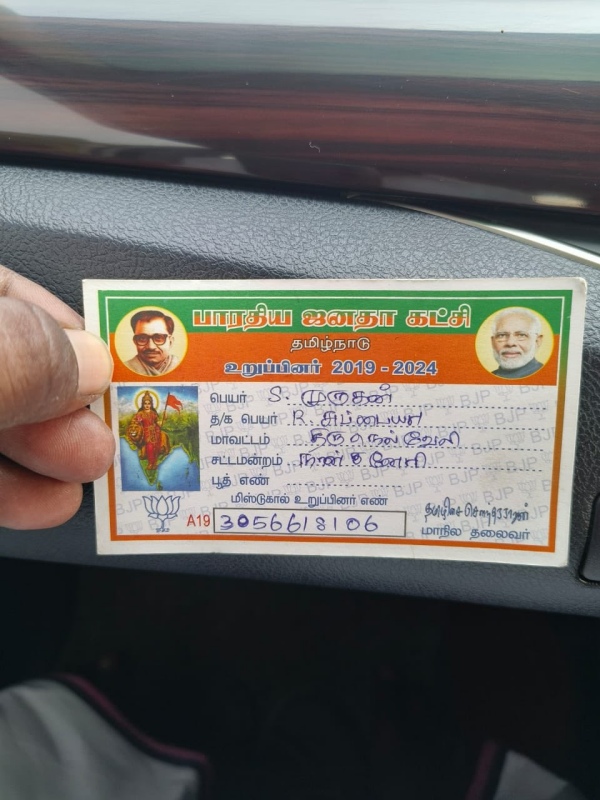 பாரதிய ஜனதா கட்சி
தமிழ்நாடு
உறுப்பினர் 2019 - 2024
பெயர் S. முருகன்
த/க பெயர் R.
மாவட்டம் திருநெல்வேலி
சட்டமன்றம்
பூத் எண்
மிஸ்டுகால் உறுப்பினர் எண்
A19 3056618106
மாநில தலைவர்